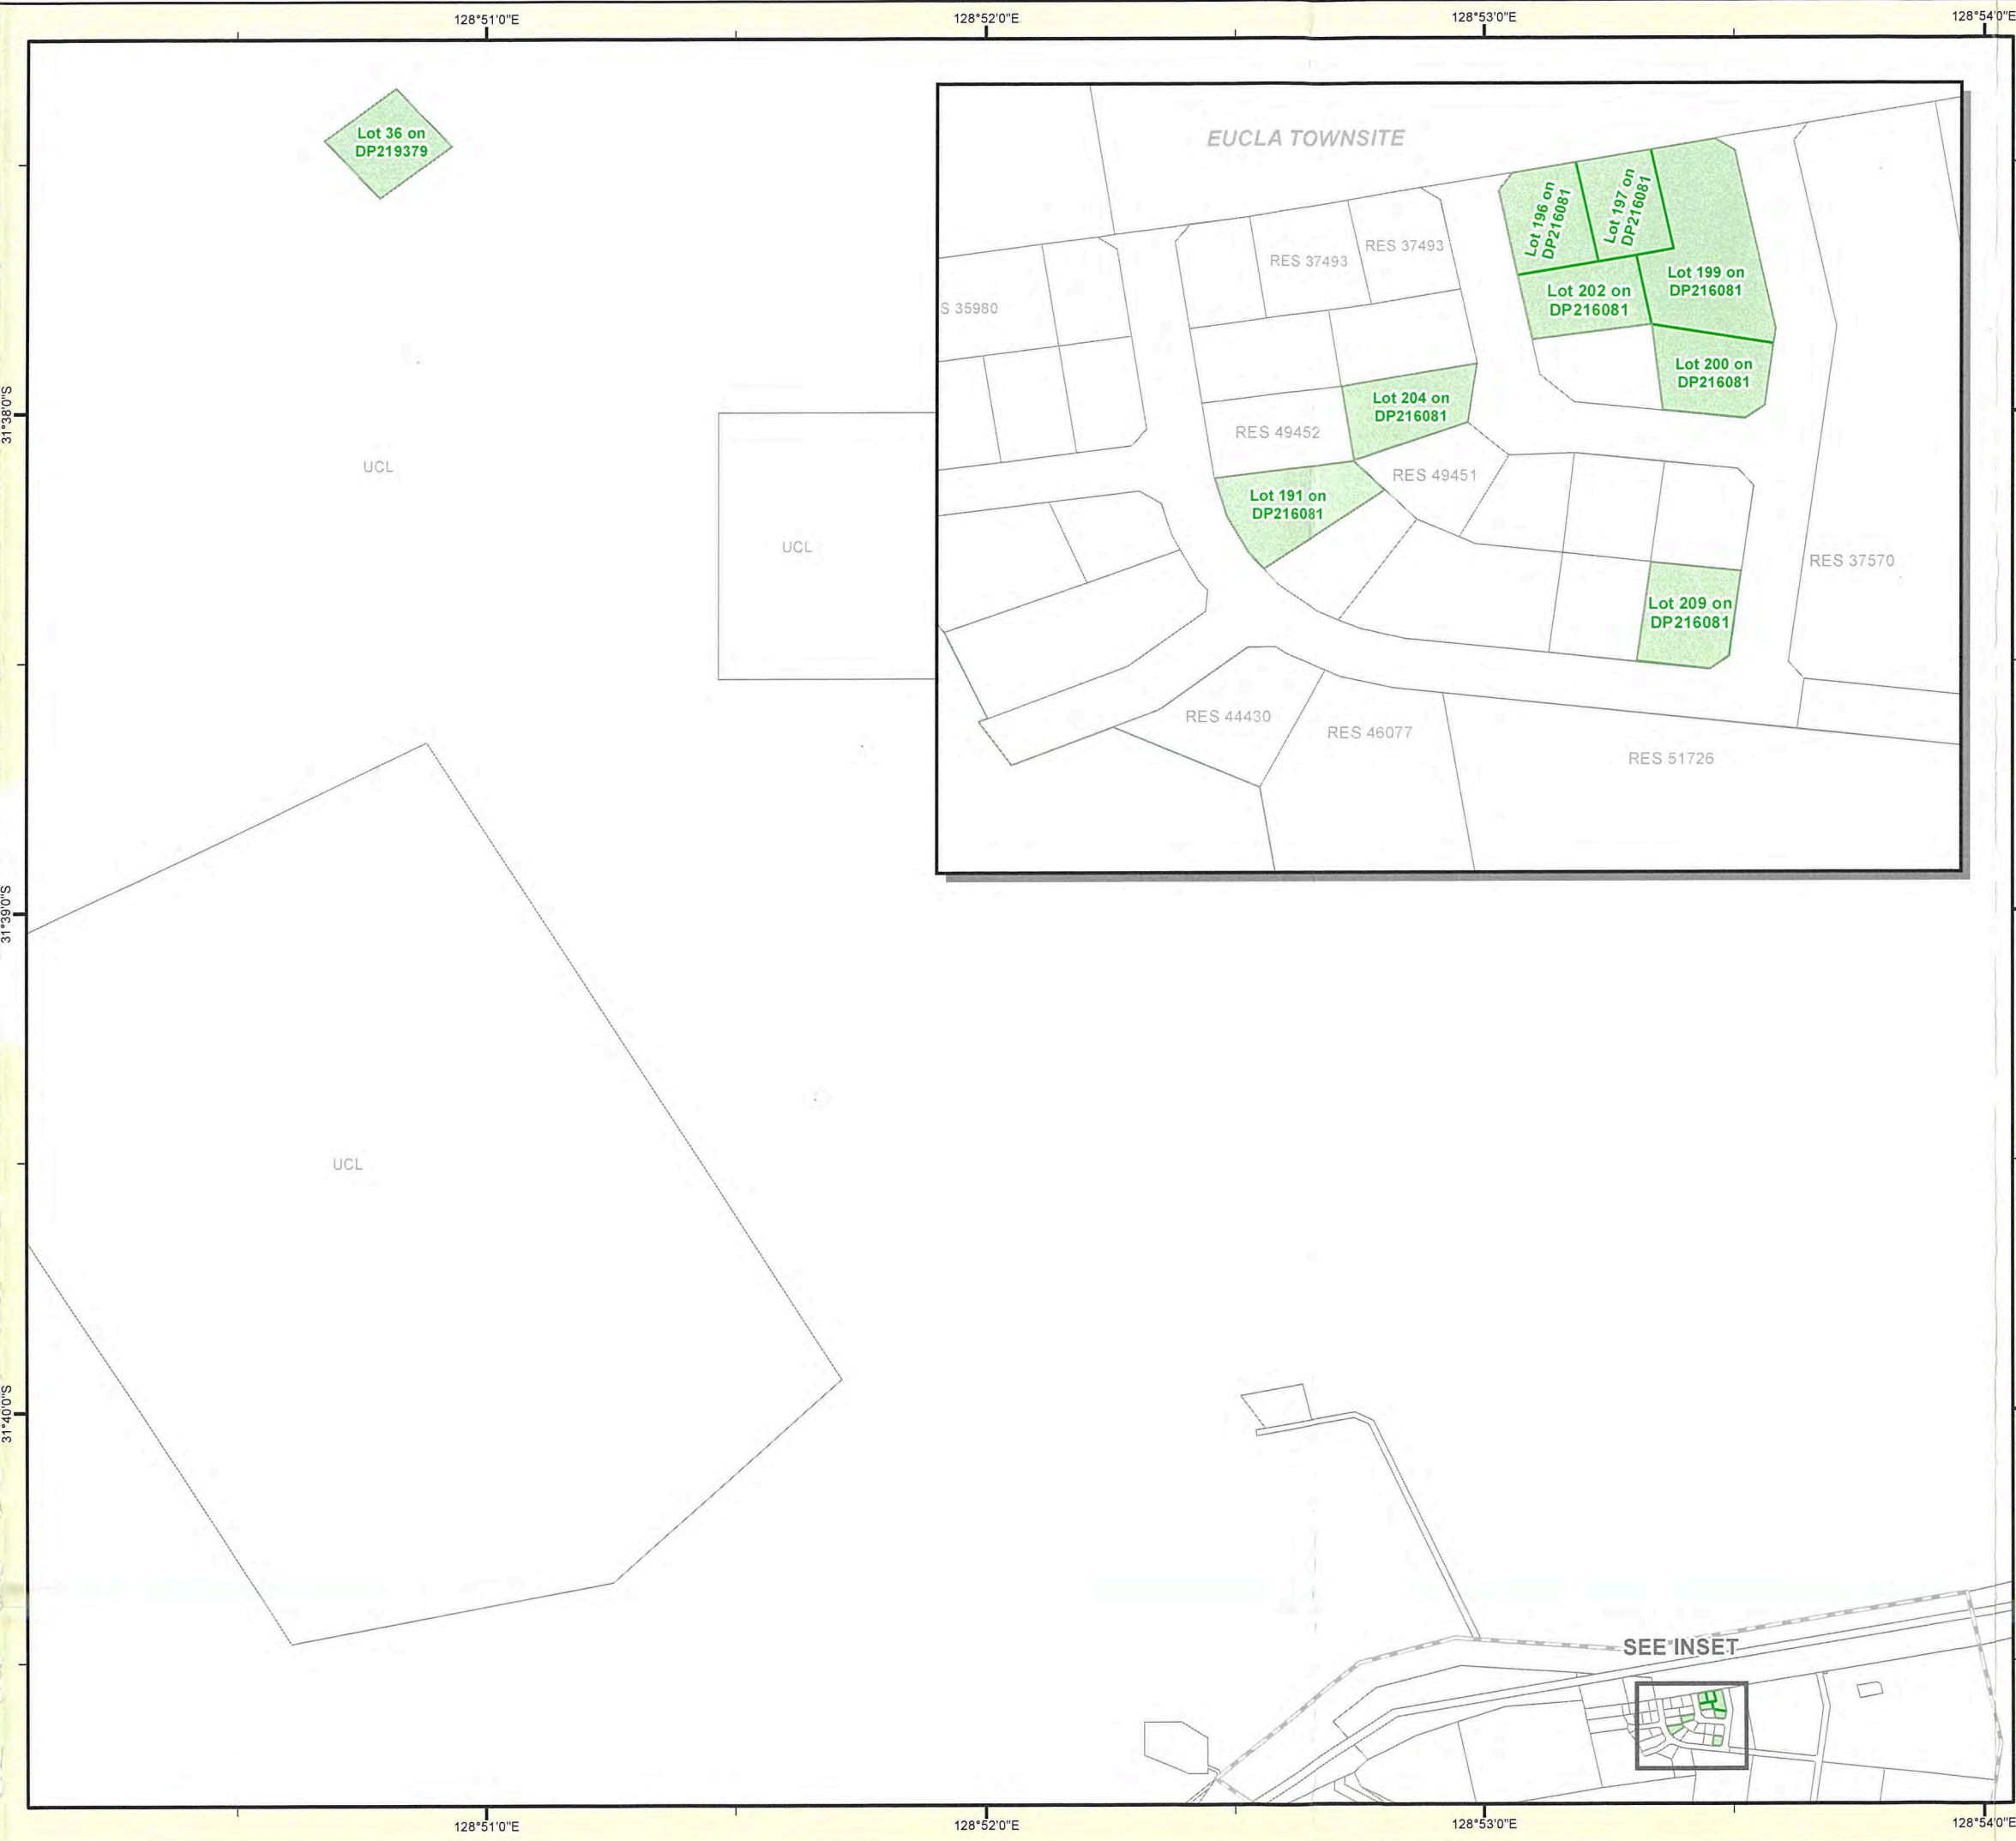 128°51'0"E
128°52'0"E
128°53'0"E
128°54'0"E
Lot 36 on
DP219379
EUCLA TOWNSITE
Lot 196 on
DP216081
Lot 197 on
DP216081
RES 37493
RES 37493
Lot 199 on
DP216081
Lot 202 on
DP216081
S 35980
Lot 200 on
DP216081
31°38'0"S
Lot 204 on
DP216081
RES 49452
UCL
RES 49451
Lot 191 on
DP216081
UCL
RES 37570
Lot 209 on
DP216081
RES 44430
RES 46077
RES 51726
31°39'0"S
UCL
31°40'0"S
SEE INSET
128°51'0"E
128°52'0"E
128°53'0"E
128°54'0"E